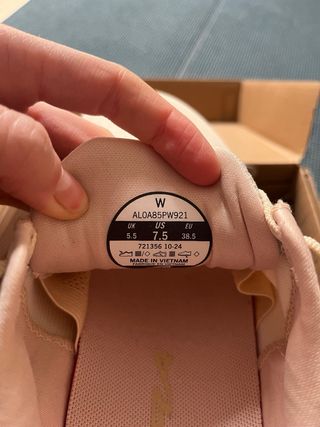 W
AL0A85PW921
UK US EU
5.5 7.5 38.5
721356 10-24
MADE IN VIETNAM